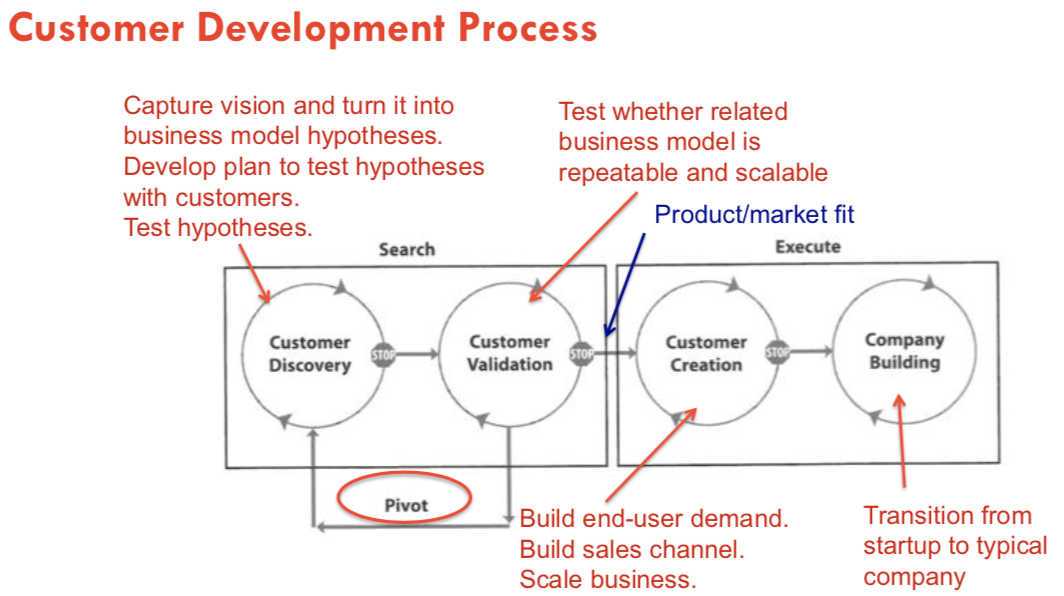 Customer Development Process
Capture vision and turn it into
business model hypotheses.
Develop plan to test hypotheses
with customers.
Test hypotheses.
Test whether related
business model is
repeatable and scalable
Product/market fit
Search
Execute
Customer
Discovery
STOP
Customer
Validation
STOP
Customer
Creation
STOP
Company
Building
Pivot
Build end-user demand.
Build sales channel.
Scale business.
Transition from
startup to typical
company